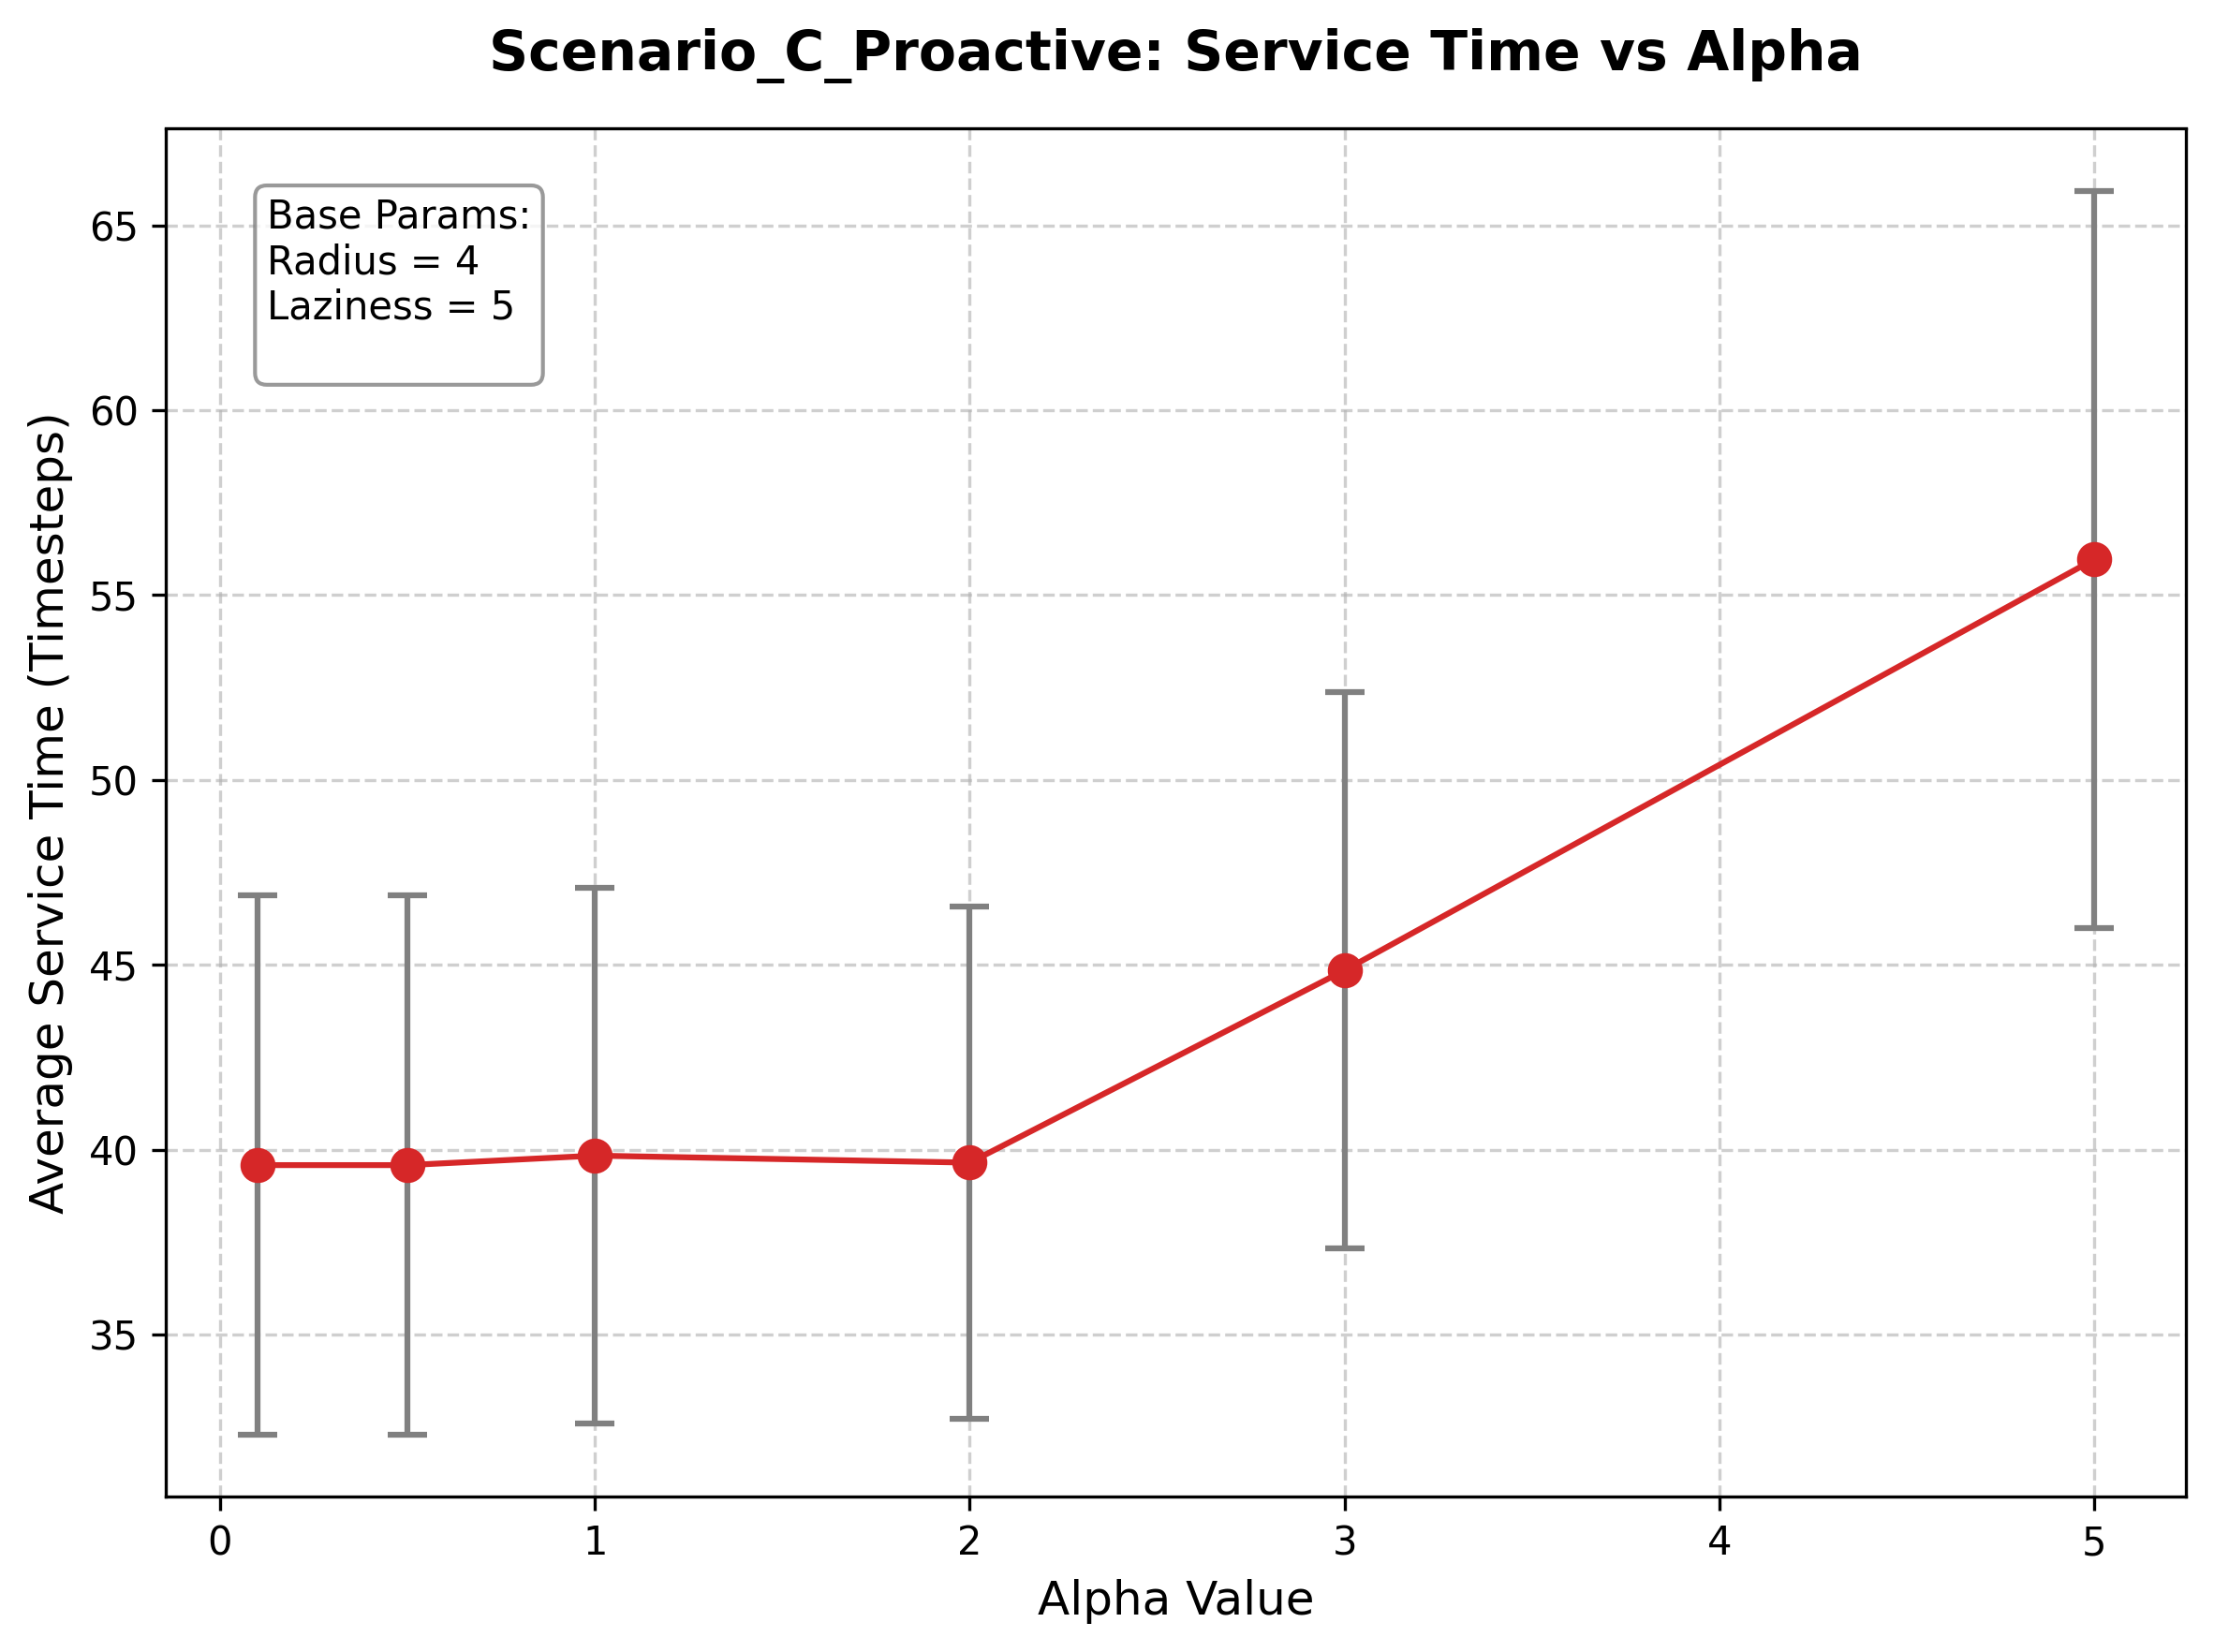 Scenario_C_Proactive: Service Time vs Alpha
Base Params:
Radius = 4
Laziness = 5
Average Service Time (Timesteps)
65
60
55
50
45
40
35
0 1 2 3 4 5
Alpha Value